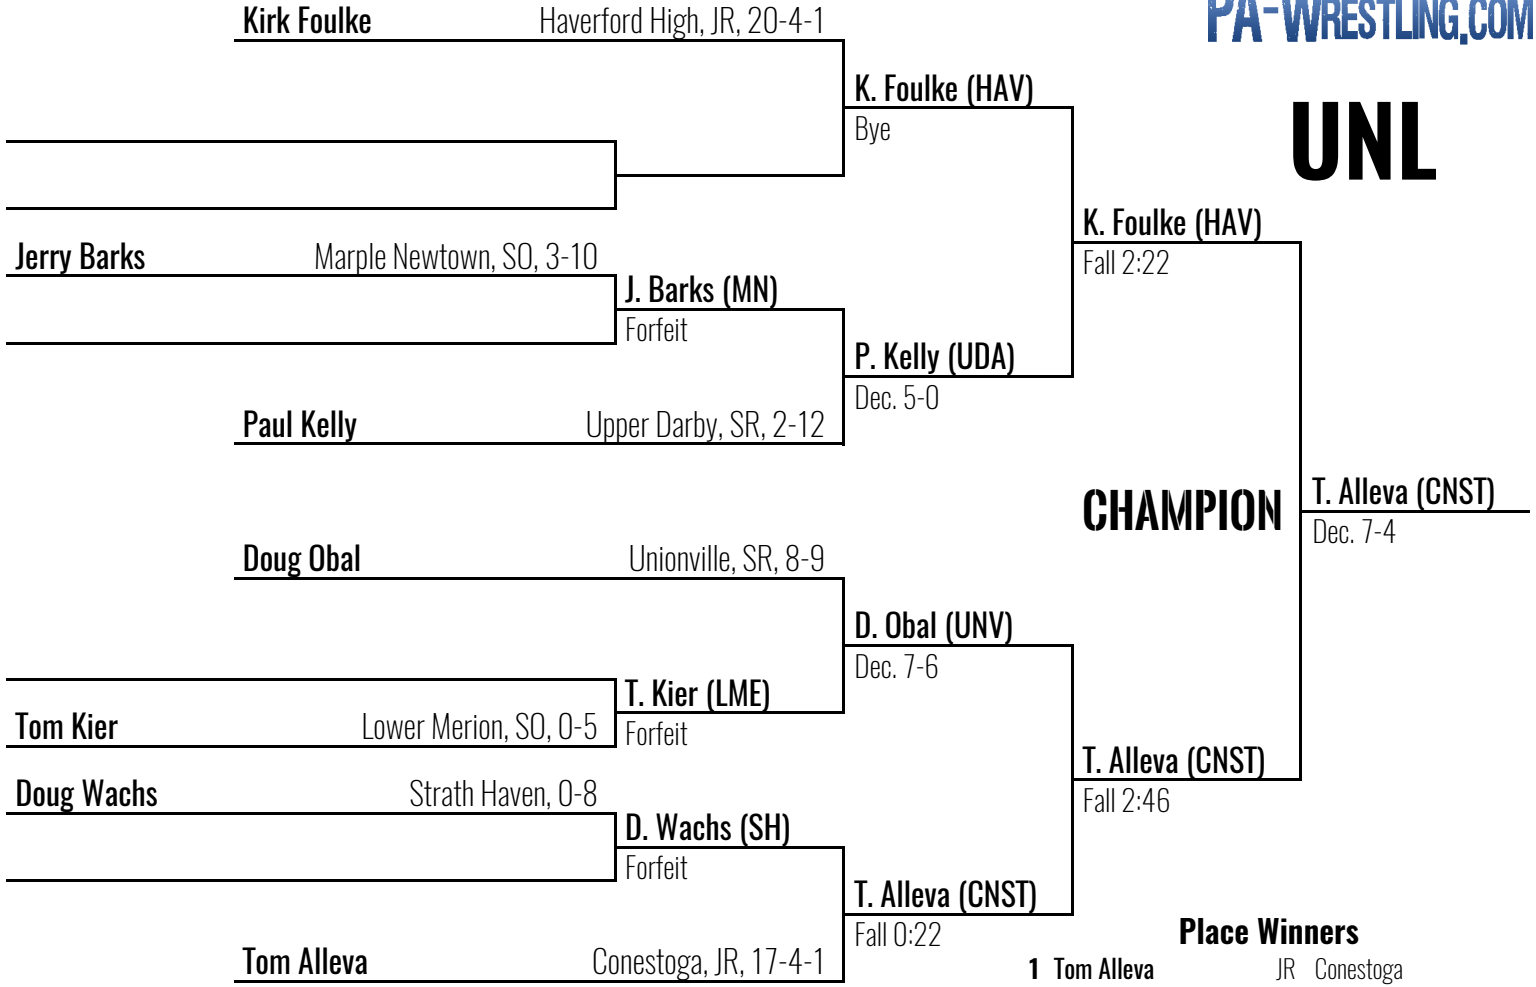 PA-WRESTLING.COM
UNL
Kirk Foulke Haverford High, JR, 20-4-1
K. Foulke (HAV)
Bye
K. Foulke (HAV)
Fall 2:22
Jerry Barks Marple Newtown, SO, 3-10
J. Barks (MN)
Forfeit
P. Kelly (UDA)
Dec. 5-0
Paul Kelly Upper Darby, SR, 2-12
CHAMPION
T. Alleva (CNST)
Dec. 7-4
Doug Obal Unionville, SR, 8-9
D. Obal (UNV)
Dec. 7-6
T. Kier (LME)
Forfeit
Tom Kier Lower Merion, SO, 0-5
T. Alleva (CNST)
Fall 2:46
Doug Wachs Strath Haven, 0-8
D. Wachs (SH)
Forfeit
T. Alleva (CNST)
Fall 0:22
Tom Alleva Conestoga, JR, 17-4-1
Place Winners
1 Tom Alleva JR Conestoga